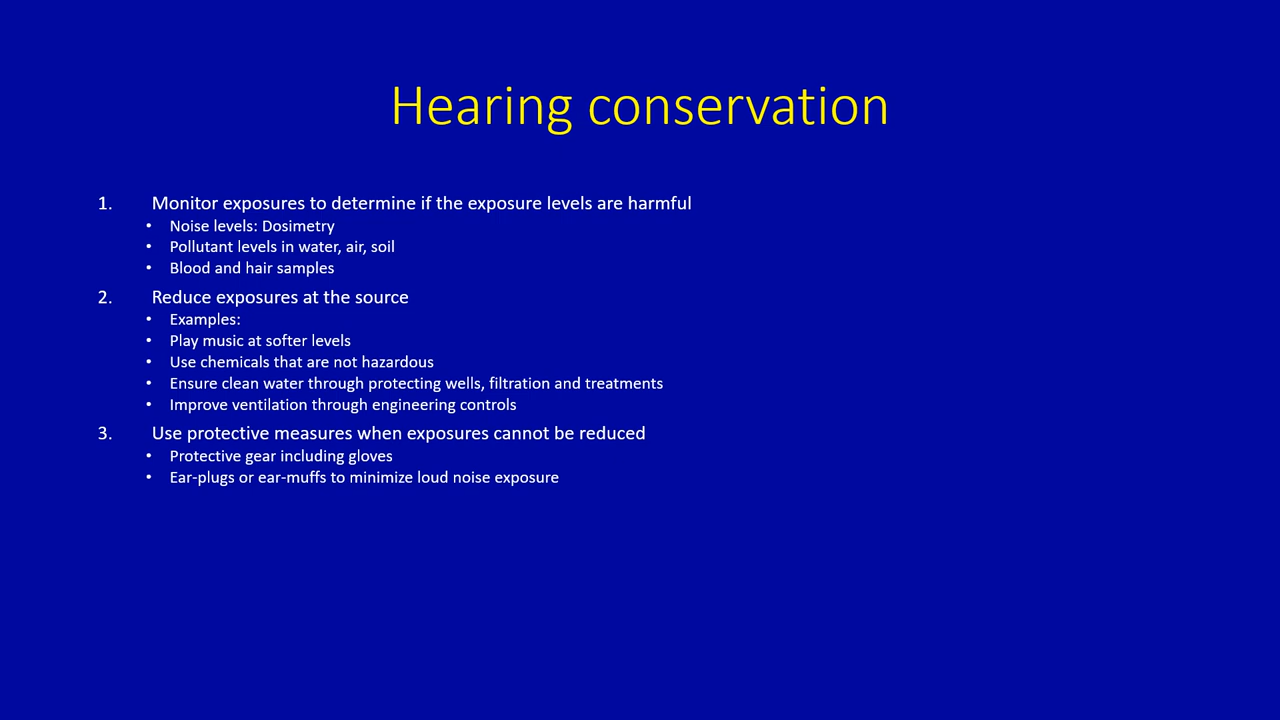 Hearing conservation
1. Monitor exposures to determine if the exposure levels are harmful
• Noise levels: Dosimetry
• Pollutant levels in water, air, soil
• Blood and hair samples
2. Reduce exposures at the source
• Examples:
• Play music at softer levels
• Use chemicals that are not hazardous
• Ensure clean water through protecting wells, filtration and treatments
• Improve ventilation through engineering controls
3. Use protective measures when exposures cannot be reduced
• Protective gear including gloves
• Ear-plugs or ear-muffs to minimize loud noise exposure